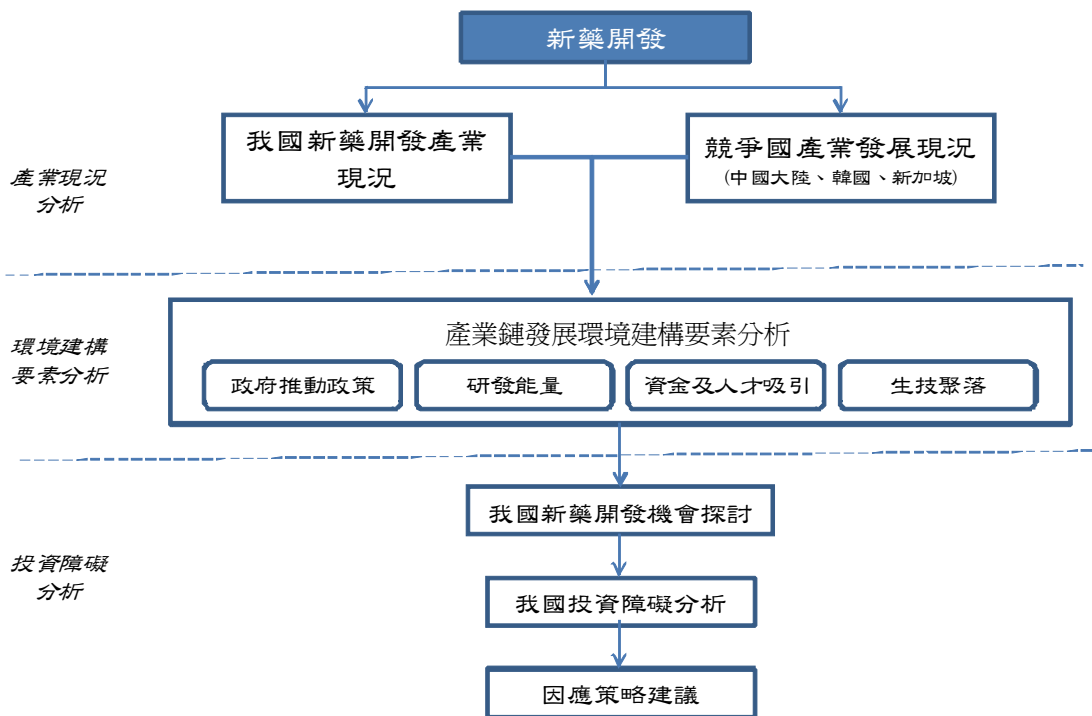 新藥開發
我國新藥開發產業
現況
競爭國產業發展現況
(中國大陸、韓國、新加坡)
產業現況
分析
環境建構
要素分析
產業鏈發展環境建構要素分析
政府推動政策
研發能量
資金及人才吸引
生技聚落
我國新藥開發機會探討
投資障礙
分析
我國投資障礙分析
因應策略建議